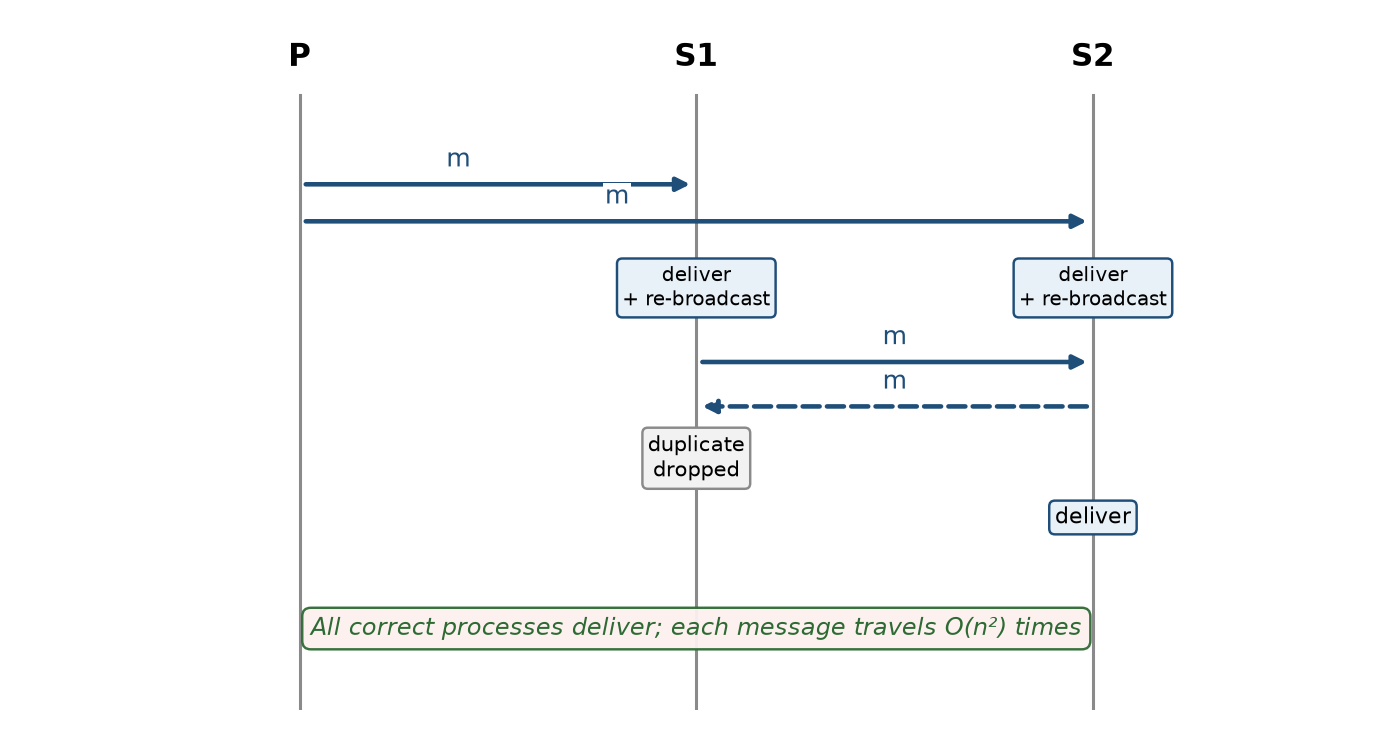 P
S1
S2
m
m
deliver
+ re-broadcast
deliver
+ re-broadcast
m
m
duplicate
dropped
deliver
All correct processes deliver; each message travels O(n²) times